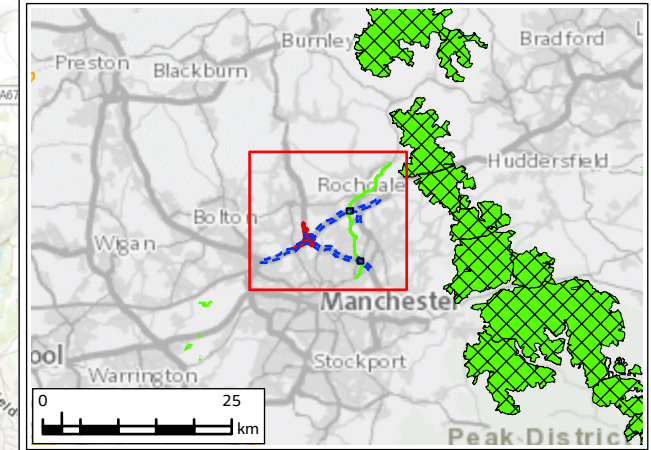 Burnley
Bradford
L
Preston
Blackburn
A67
Huddersfield
Rochdale
Bolton
Wigan
Manchester
ool
Stockport
Warrington
0 25
km
Peak District